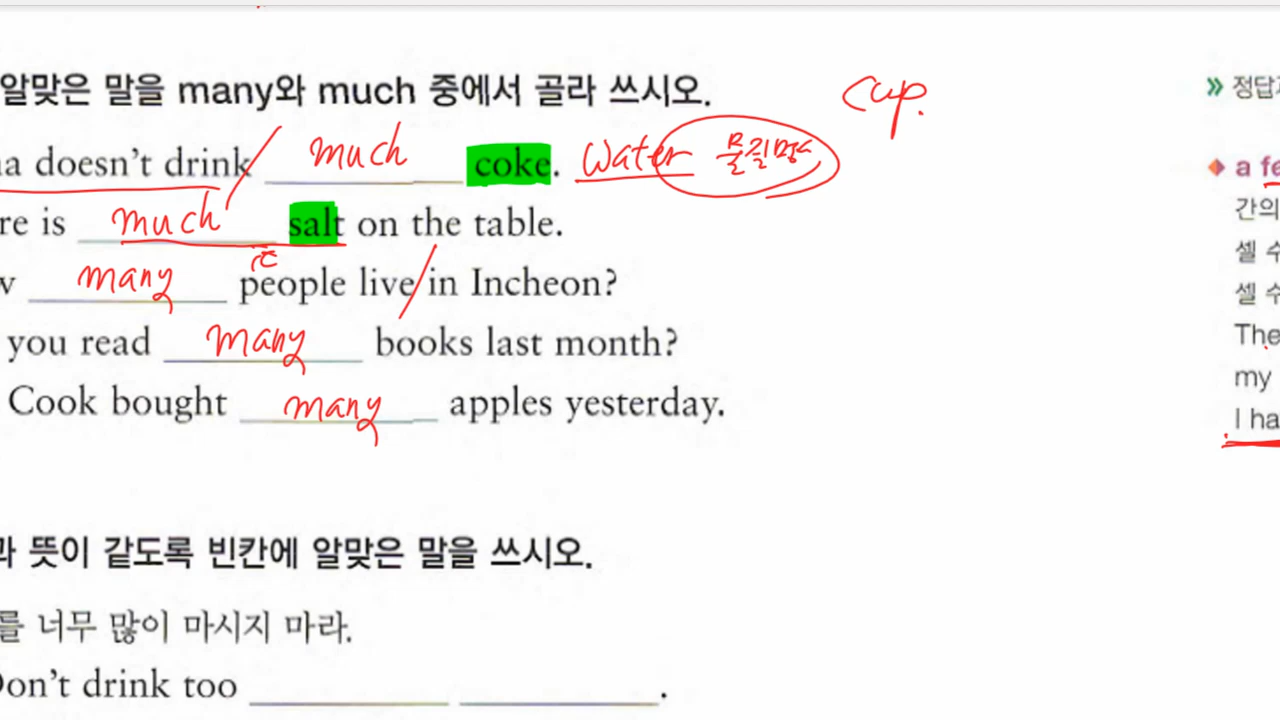 알맞은 말을 many와 much 중에서 골라 쓰시오.
cup.
na doesn't drink much coke. water 물질명사
re is much salt on the table.
many people live in Incheon?
you read many books last month?
Cook bought many apples yesterday.
뜻이 같도록 빈칸에 알맞은 말을 쓰시오.
를 너무 많이 마시지 마라.
Don't drink too .
» 정답
◆ a fe
간의
셀 수
셀 수
The
my
I ha